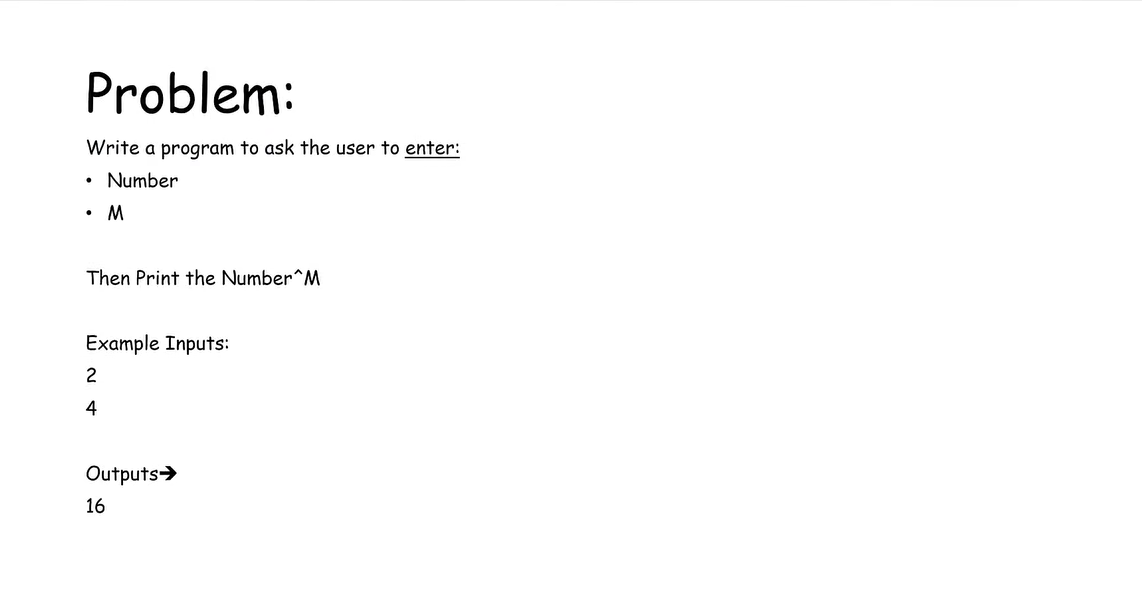 Problem:
Write a program to ask the user to enter:
• Number
• M
Then Print the Number^M
Example Inputs:
2
4
Outputs➔
16